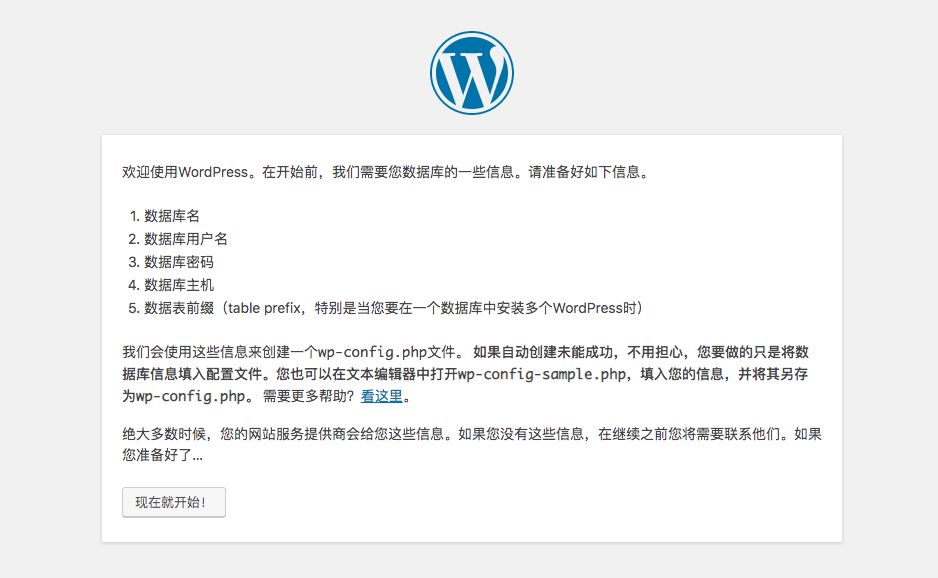 欢迎使用WordPress。在开始前，我们需要您数据库的一些信息。请准备好如下信息。
1. 数据库名
2. 数据库用户名
3. 数据库密码
4. 数据库主机
5. 数据表前缀（table prefix，特别是当您要在一个数据库中安装多个WordPress时）
我们会使用这些信息来创建一个wp-config.php文件。 如果自动创建未能成功，不用担心，您要做的只是将数
据库信息填入配置文件。您也可以在文本编辑器中打开wp-config-sample.php，填入您的信息，并将其另存
为wp-config.php。 需要更多帮助？看这里。
绝大多数时候，您的网站服务提供商会给您这些信息。如果您没有这些信息，在继续之前您将需要联系他们。如果
您准备好了...
现在就开始！